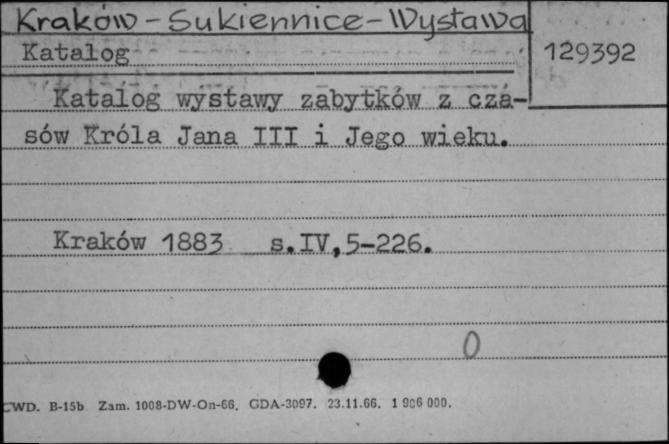 Kraków - Sukiennice - Wystawa
Katalog
129392
Katalog wystawy zabytków z cza-
sów Króla Jana III i Jego wieku.
Kraków 1883 s.IV,5-226.
0
CWD. B-15b Zam. 1008-DW-On-66. GDA-3097. 23.11.66. 1 906 000.